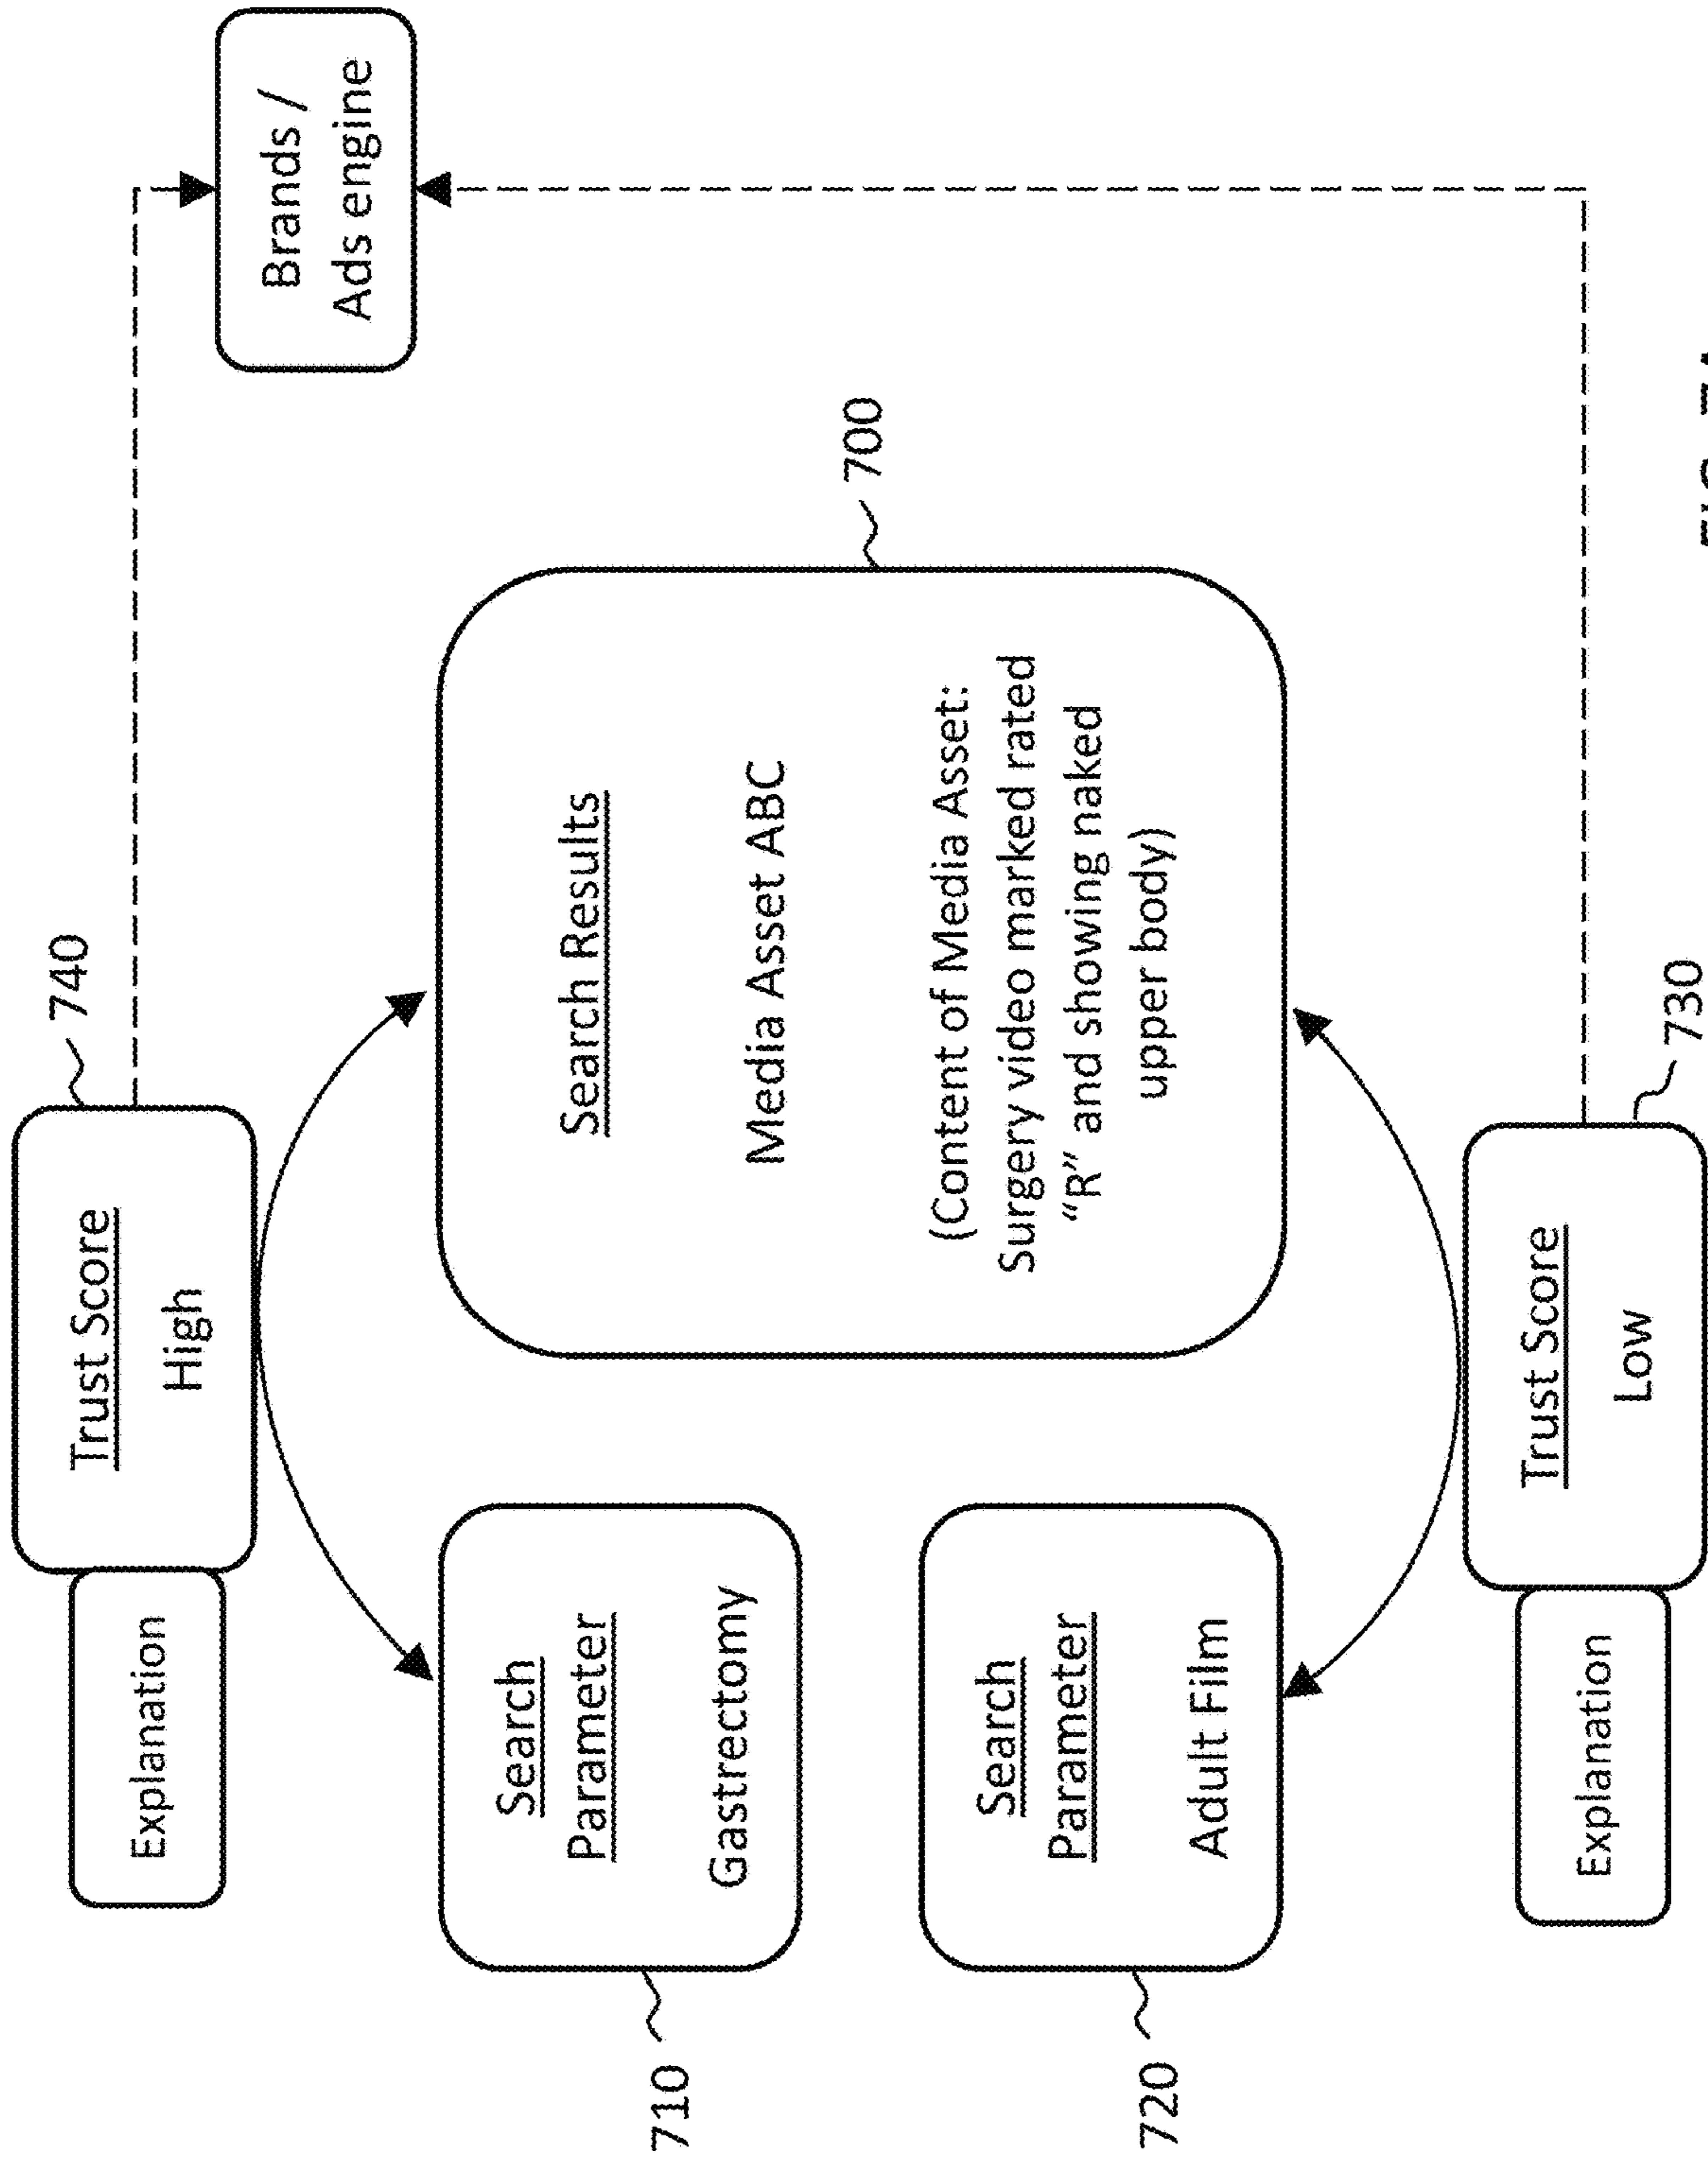 740
Trust Score
High
Explanation
Brands /
Ads engine
710
Search
Parameter
Gastrectomy
720
Search
Parameter
Adult Film
700
Search Results
Media Asset ABC
(Content of Media Asset:
Surgery video marked rated
“R” and showing naked
upper body)
Trust Score
Low
730
Explanation